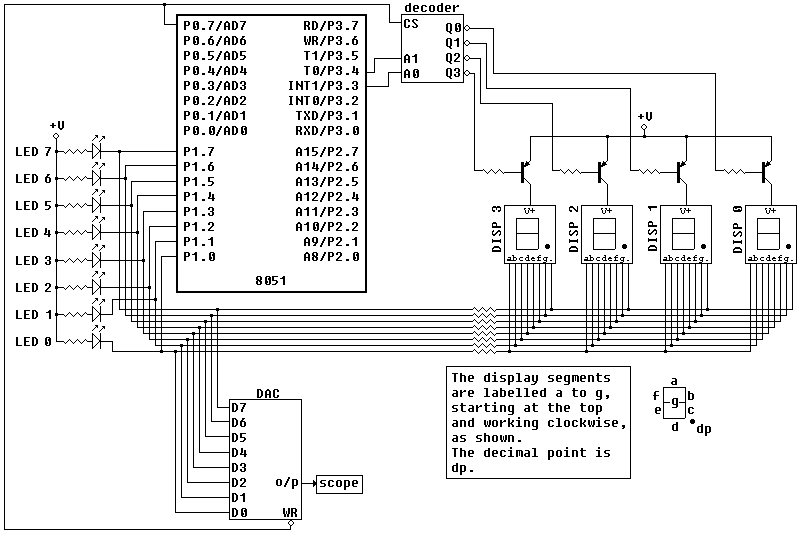 decoder
CS
Q0
Q1
Q2
Q3
A1
A0
P0.7/AD7 RD/P3.7
P0.6/AD6 WR/P3.6
P0.5/AD5 T1/P3.5
P0.4/AD4 T0/P3.4
P0.3/AD3 INT1/P3.3
P0.2/AD2 INT0/P3.2
P0.1/AD1 TXD/P3.1
P0.0/AD0 RXD/P3.0
P1.7 A15/P2.7
P1.6 A14/P2.6
P1.5 A13/P2.5
P1.4 A12/P2.4
P1.3 A11/P2.3
P1.2 A10/P2.2
P1.1 A9/P2.1
P1.0 A8/P2.0
8051
+V
LED 7
LED 6
LED 5
LED 4
LED 3
LED 2
LED 1
LED 0
+V
DISP 3
V+
abcdefg.
DISP 2
V+
abcdefg.
DISP 1
V+
abcdefg.
DISP 0
V+
abcdefg.
DAC
D7
D6
D5
D4
D3
D2
D1
D0
o/p
WR
scope
The display segments
are labelled a to g,
starting at the top
and working clockwise,
as shown.
The decimal point is
dp.
a
f b
g
e c
d
dp